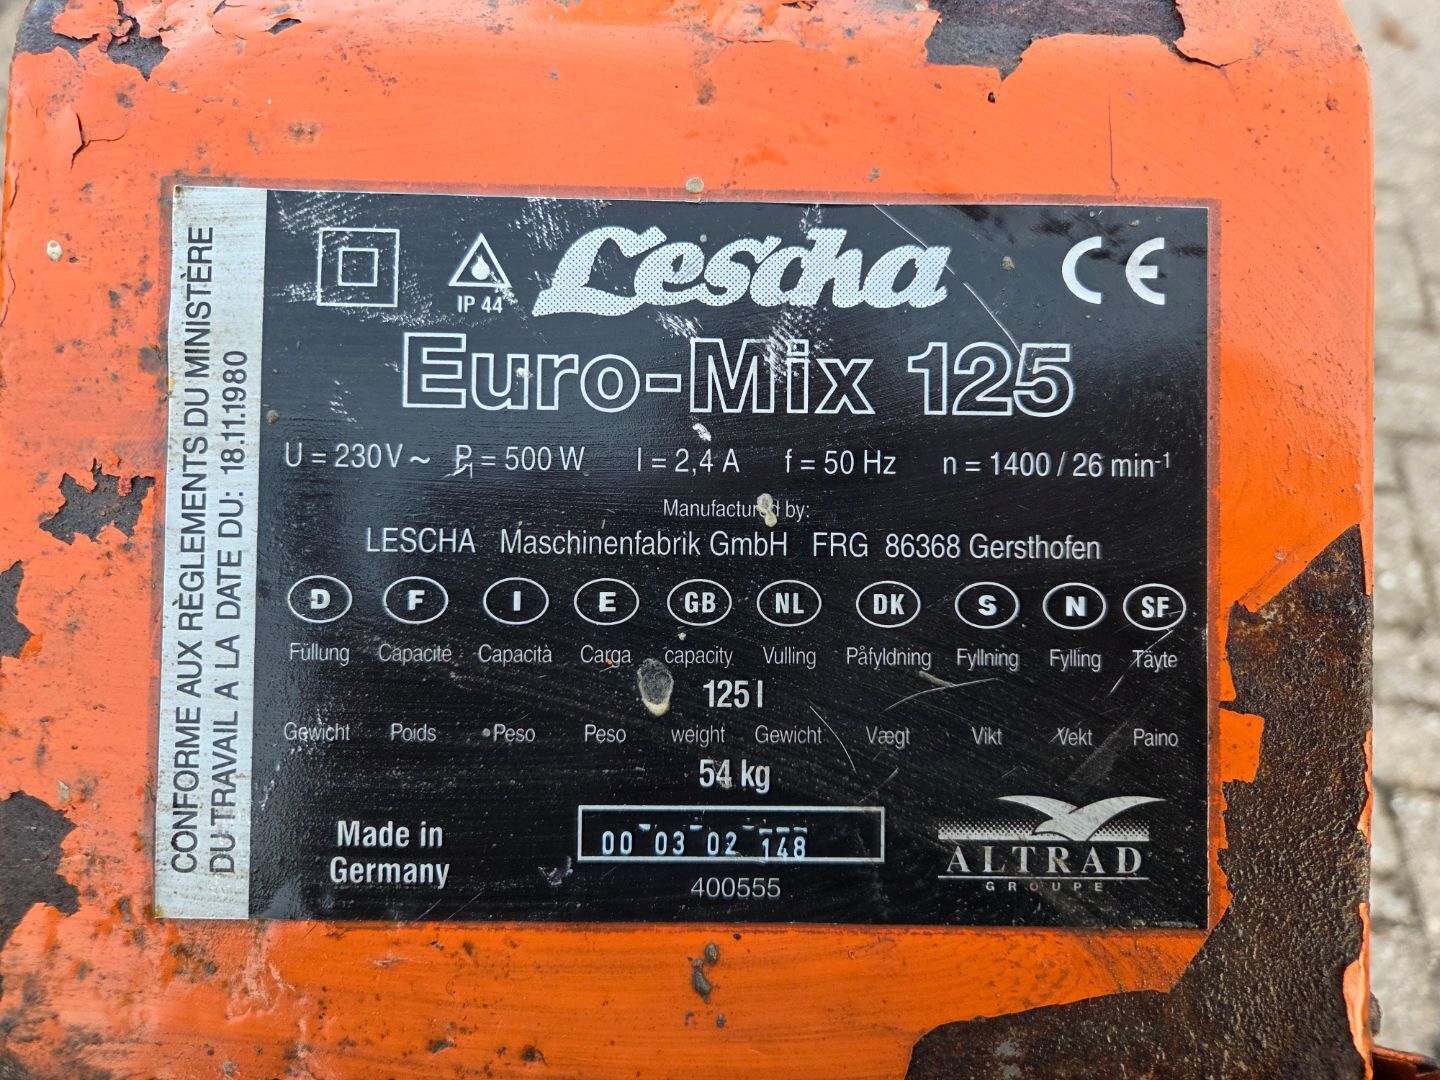 CONFORME AUX RÈGLEMENTS DU MINISTÈRE
DU TRAVAIL A LA DATE DU: 18.11.1980
IP 44
Lescha
CE
Euro-Mix 125
U = 230 V ~ P1 = 500 W I = 2,4 A f = 50 Hz n = 1400 / 26 min-1
Manufactured by:
LESCHA Maschinenfabrik GmbH FRG 86368 Gersthofen
D F I E GB NL DK S N SF
Füllung Capacité Capacità Carga capacity Vulling Påfyldning Fyllning Fylling Täyte
125 l
Gewicht Poids Peso Peso weight Gewicht Vægt Vikt Vekt Paino
54 kg
Made in
Germany
00 03 02 148
400555
ALTRAD
GROUPE